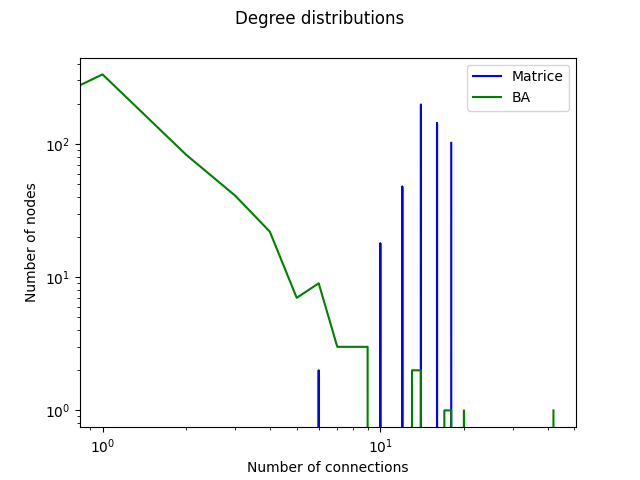 Degree distributions
Matrice
BA
Number of nodes
10²
10¹
10⁰
10⁰
10¹
Number of connections